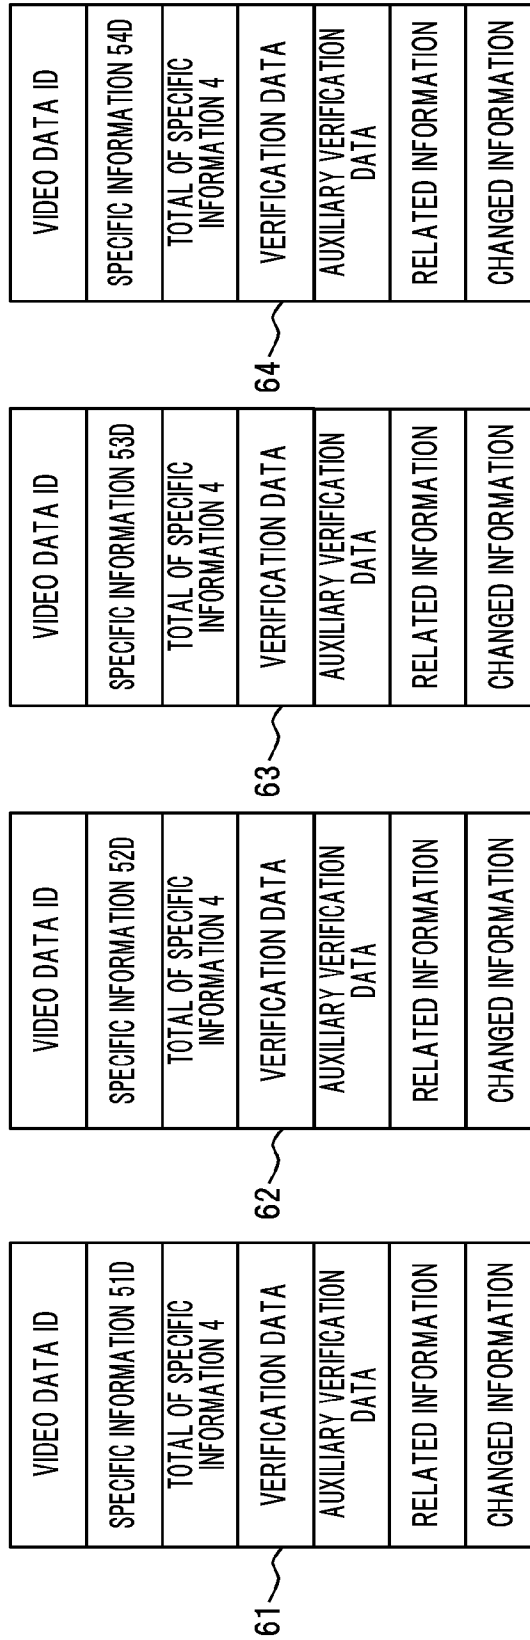 VIDEO DATA ID
SPECIFIC INFORMATION 51D
TOTAL OF SPECIFIC
INFORMATION 4
VERIFICATION DATA
AUXILIARY VERIFICATION
DATA
RELATED INFORMATION
CHANGED INFORMATION
61
VIDEO DATA ID
SPECIFIC INFORMATION 52D
TOTAL OF SPECIFIC
INFORMATION 4
VERIFICATION DATA
AUXILIARY VERIFICATION
DATA
RELATED INFORMATION
CHANGED INFORMATION
62
VIDEO DATA ID
SPECIFIC INFORMATION 53D
TOTAL OF SPECIFIC
INFORMATION 4
VERIFICATION DATA
AUXILIARY VERIFICATION
DATA
RELATED INFORMATION
CHANGED INFORMATION
63
VIDEO DATA ID
SPECIFIC INFORMATION 54D
TOTAL OF SPECIFIC
INFORMATION 4
VERIFICATION DATA
AUXILIARY VERIFICATION
DATA
RELATED INFORMATION
CHANGED INFORMATION
64